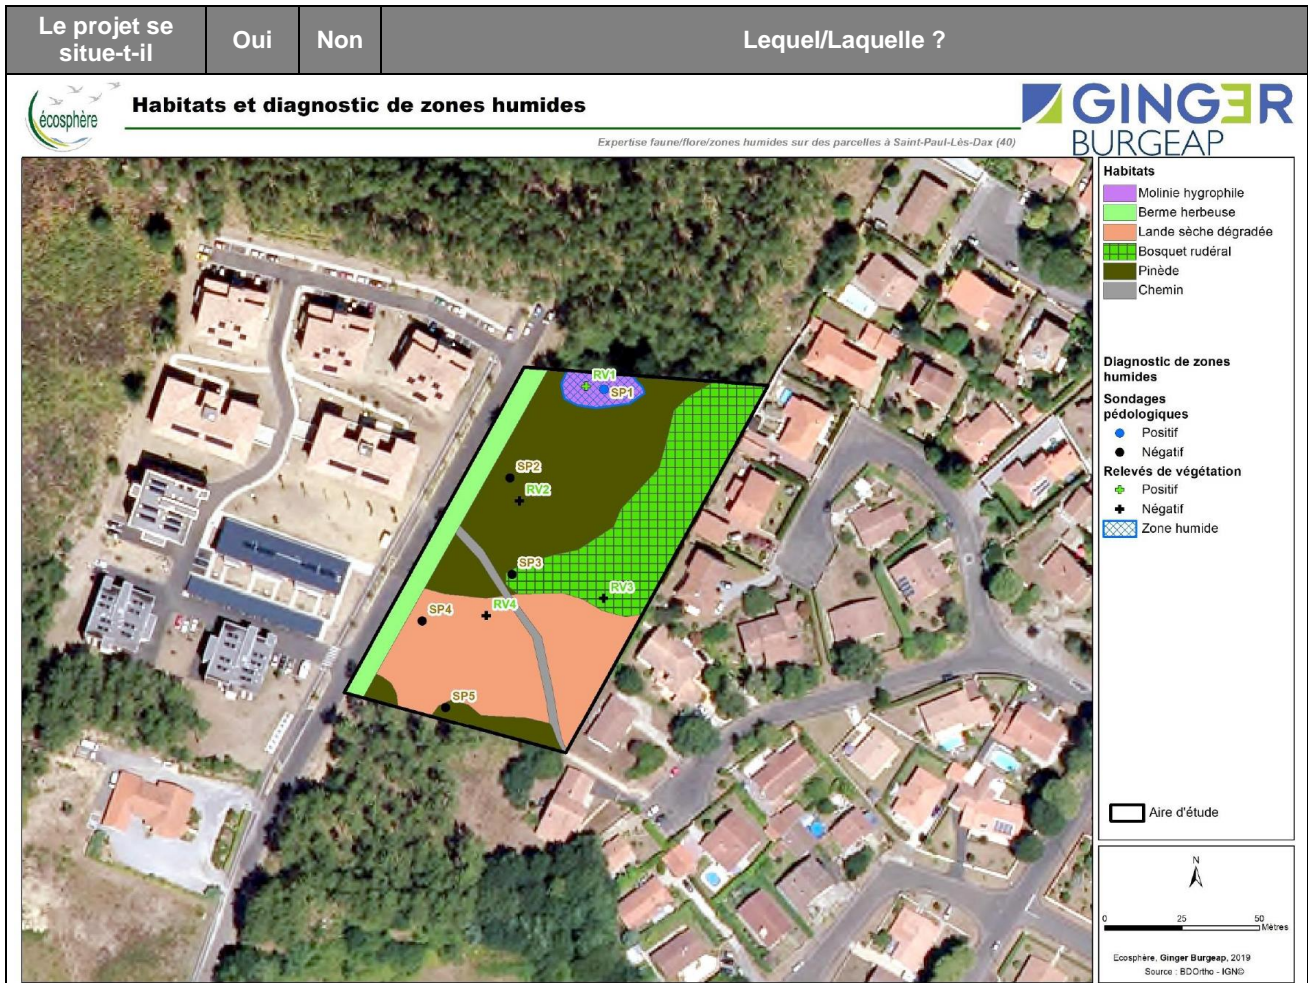 Le projet se
situe-t-il
Oui
Non
Lequel/Laquelle ?
écosphère
Habitats et diagnostic de zones humides
GINGER
BURGEAP
Expertise faune/flore/zones humides sur des parcelles à Saint-Paul-Lès-Dax (40)
RV1
SP1
SP2
RV2
SP3
RV3
SP4
RV4
SP5
Habitats
Molinie hygrophile
Berme herbeuse
Lande sèche dégradée
Bosquet rudéral
Pinède
Chemin
Diagnostic de zones
humides
Sondages
pédologiques
Positif
Négatif
Relevés de végétation
Positif
Négatif
Zone humide
Aire d'étude
N
0 25 50
Mètres
Ecosphère, Ginger Burgeap, 2019
Source : BDOrtho - IGN©